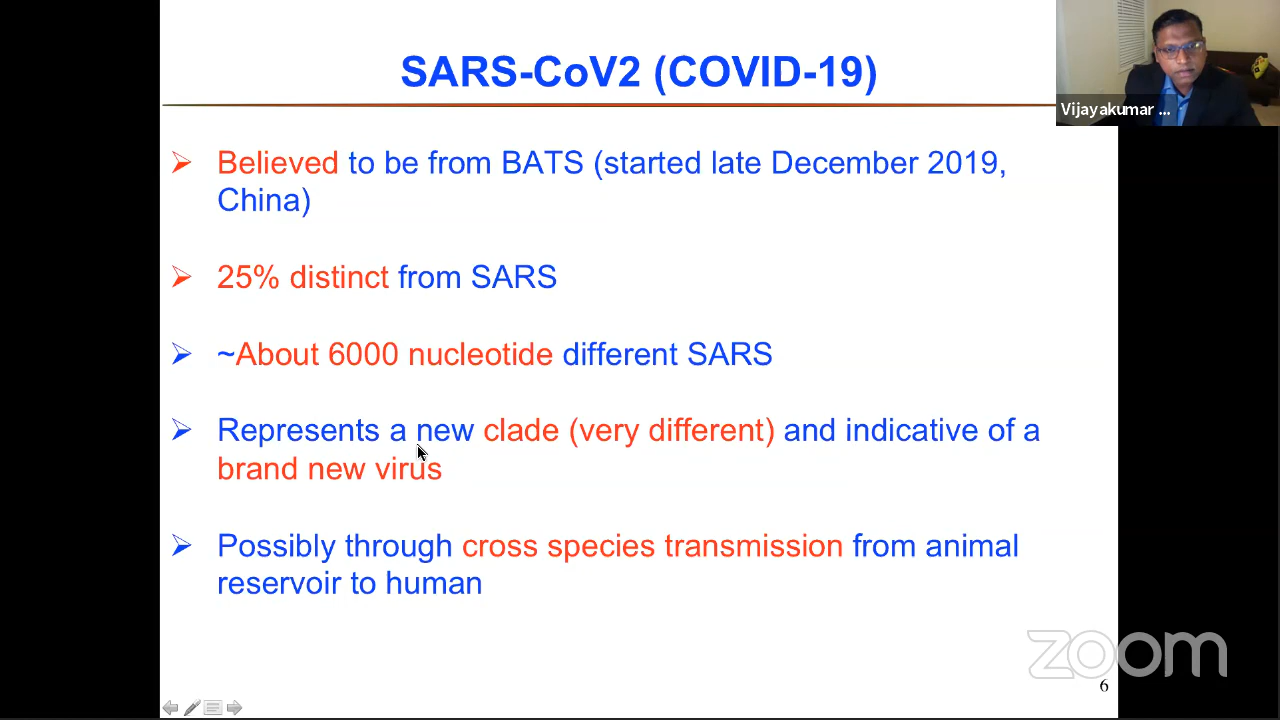 SARS-CoV2 (COVID-19)
Vijayakumar ...
Believed to be from BATS (started late December 2019,
China)
25% distinct from SARS
~About 6000 nucleotide different SARS
Represents a new clade (very different) and indicative of a
brand new virus
Possibly through cross species transmission from animal
reservoir to human
zoom
6